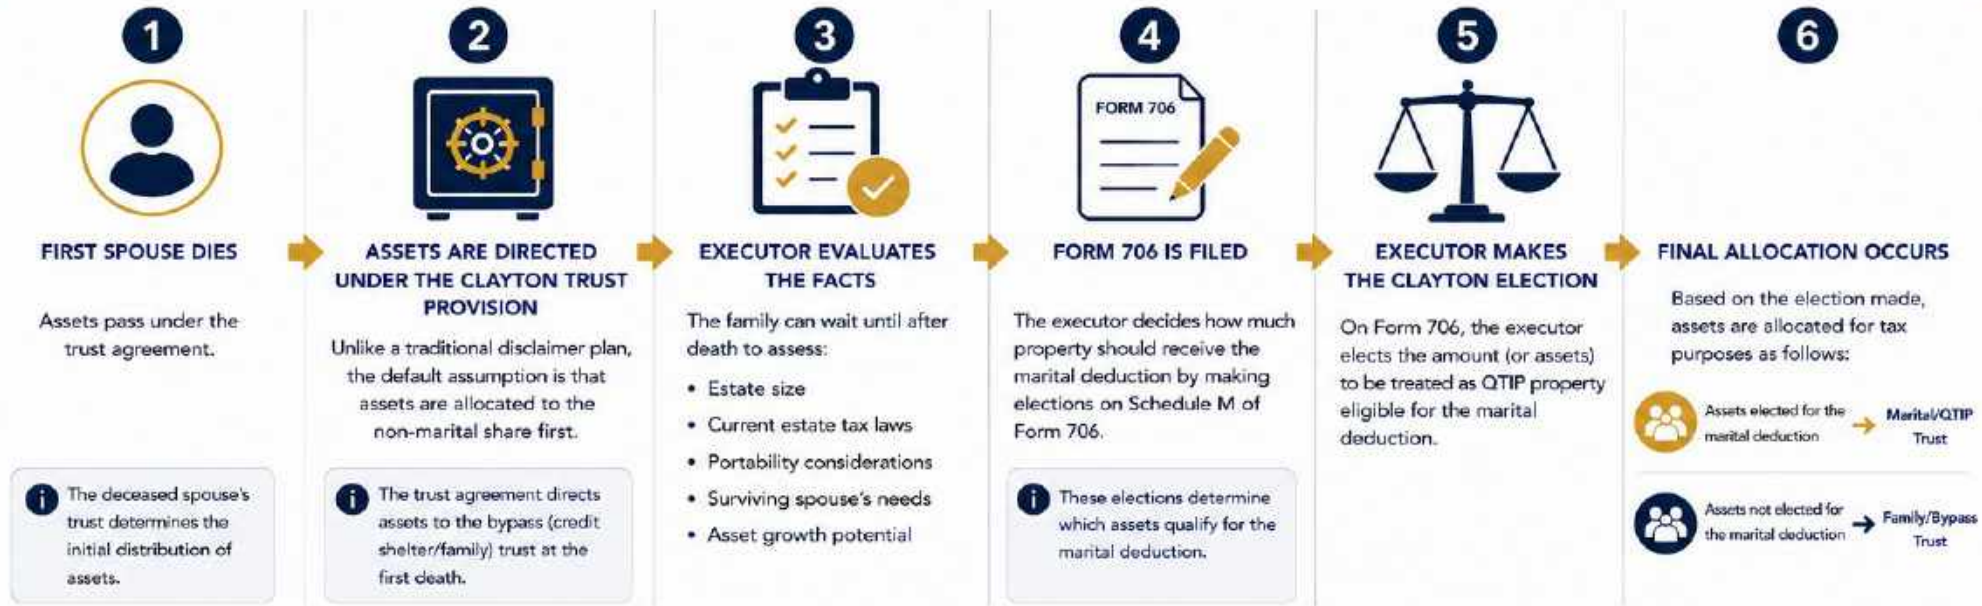 1
FIRST SPOUSE DIES
Assets pass under the
trust agreement.
The deceased spouse's
trust determines the
initial distribution of
assets.
2
ASSETS ARE DIRECTED
UNDER THE CLAYTON TRUST
PROVISION
Unlike a traditional disclaimer plan,
the default assumption is that
assets are allocated to the
non-marital share first.
The trust agreement directs
assets to the bypass (credit
shelter/family) trust at the
first death.
3
EXECUTOR EVALUATES
THE FACTS
The family can wait until after
death to assess:
• Estate size
• Current estate tax laws
• Portability considerations
• Surviving spouse's needs
• Asset growth potential
4
FORM 706
FORM 706 IS FILED
The executor decides how much
property should receive the
marital deduction by making
elections on Schedule M of
Form 706.
These elections determine
which assets qualify for the
marital deduction.
5
EXECUTOR MAKES
THE CLAYTON ELECTION
On Form 706, the executor
elects the amount (or assets)
to be treated as QTIP property
eligible for the marital
deduction.
6
FINAL ALLOCATION OCCURS
Based on the election made,
assets are allocated for tax
purposes as follows:
Assets elected for the
marital deduction
Marital/QTIP
Trust
Assets not elected for
the marital deduction
Family/Bypass
Trust